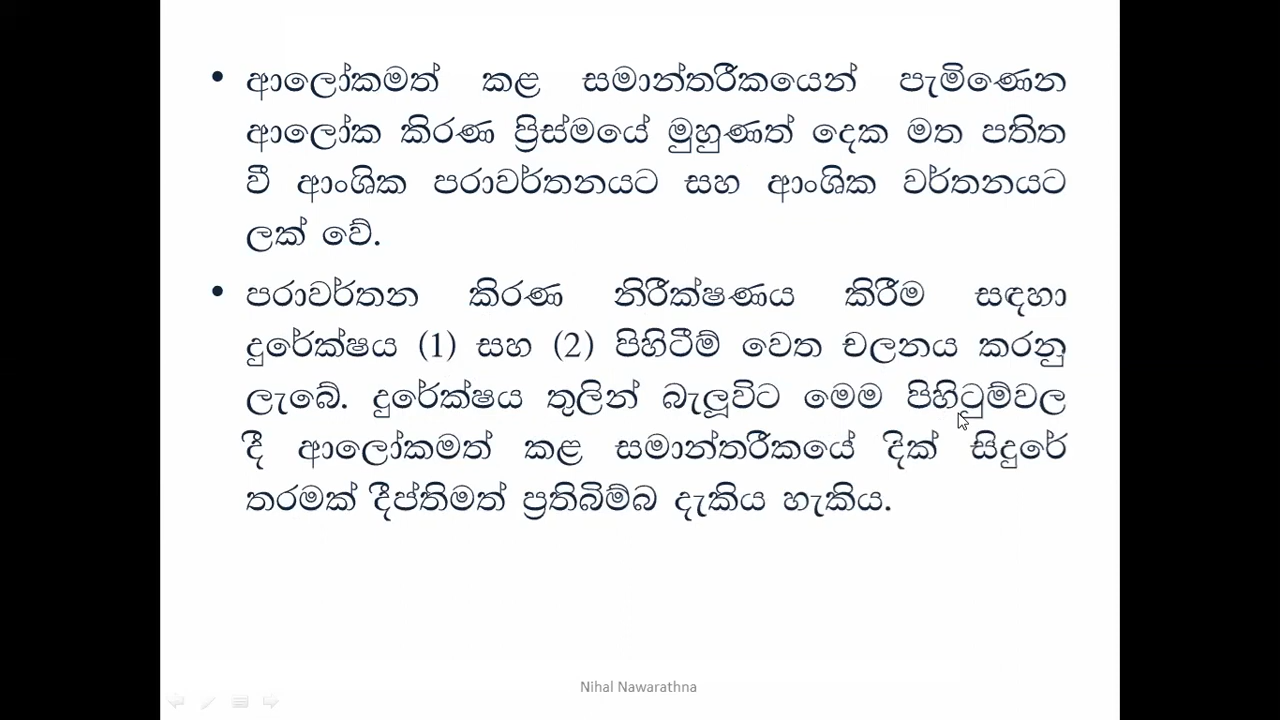 • ආලෝකමත් කළ සමාන්තරීකයෙන් පැමිණෙන
ආලෝක කිරණ ප්‍රිස්මයේ මුහුණත් දෙක මත පතිත
වී ආංශික පරාවර්තනයට සහ ආංශික වර්තනයට
ලක් වේ.
• පරාවර්තන කිරණ නිරීක්ෂණය කිරීම සඳහා
දුරේක්ෂය (1) සහ (2) පිහිටීම් වෙත චලනය කරනු
ලැබේ. දුරේක්ෂය තුලින් බැලූවිට මෙම පිහිටුම්වල
දී ආලෝකමත් කළ සමාන්තරීකයේ දික් සිදුරේ
තරමක් දීප්තිමත් ප්‍රතිබිම්බ දැකිය හැකිය.
Nihal Nawarathna